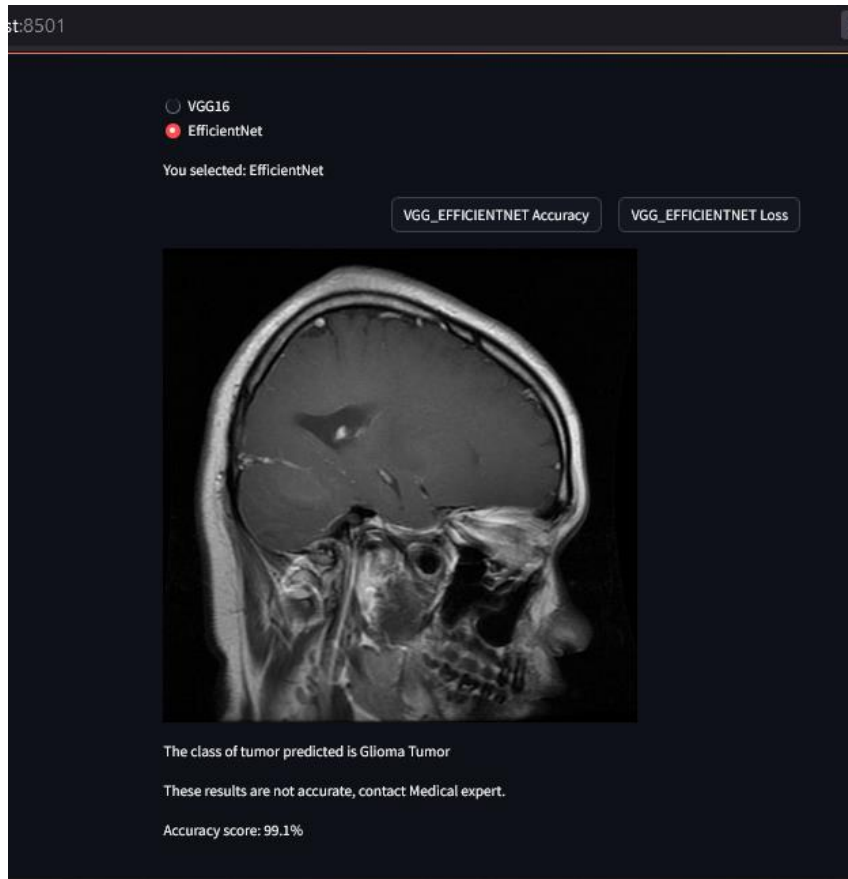 st:8501
VGG16
EfficientNet
You selected: EfficientNet
VGG_EFFICIENTNET Accuracy VGG_EFFICIENTNET Loss
The class of tumor predicted is Glioma Tumor
These results are not accurate, contact Medical expert.
Accuracy score: 99.1%